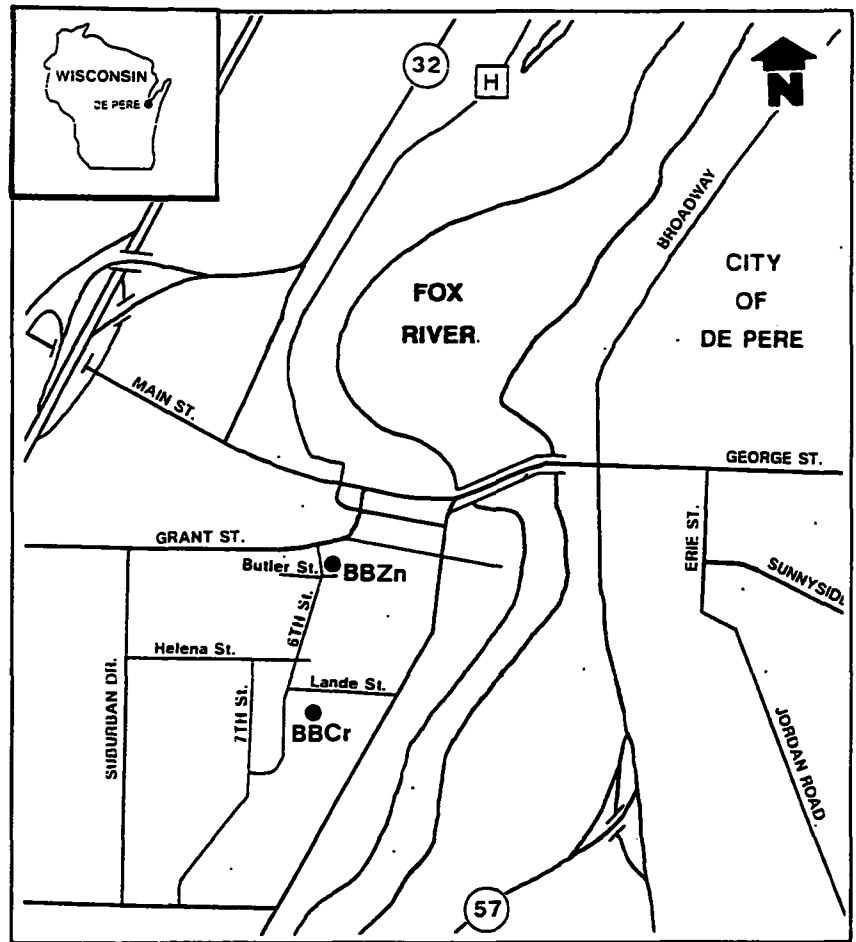 WISCONSIN
DE PERE
32
H
N
BROADWAY
CITY
OF
DE PERE
FOX
RIVER
MAIN ST.
GEORGE ST.
GRANT ST.
ERIE ST.
Butler St.
BBZn
SUNNYSIDE
6TH St.
Helena St.
SUBURBAN DR.
7TH St.
Lande St.
BBCr
JORDAN ROAD
57